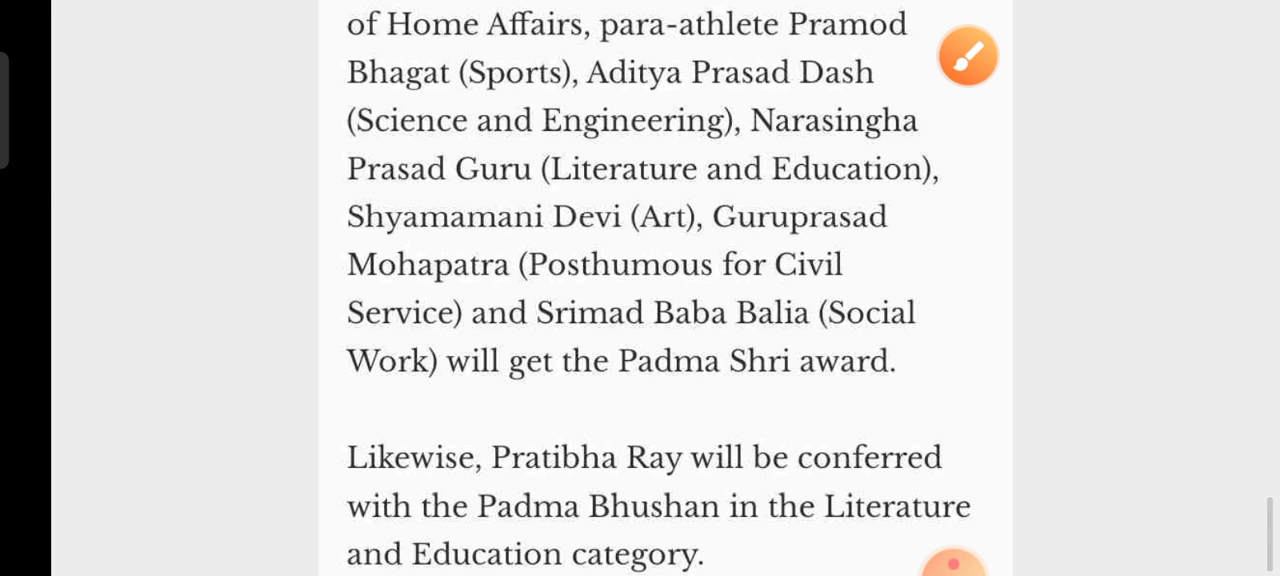 of Home Affairs, para-athlete Pramod
Bhagat (Sports), Aditya Prasad Dash
(Science and Engineering), Narasingha
Prasad Guru (Literature and Education),
Shyamamani Devi (Art), Guruprasad
Mohapatra (Posthumous for Civil
Service) and Srimad Baba Balia (Social
Work) will get the Padma Shri award.
Likewise, Pratibha Ray will be conferred
with the Padma Bhushan in the Literature
and Education category.